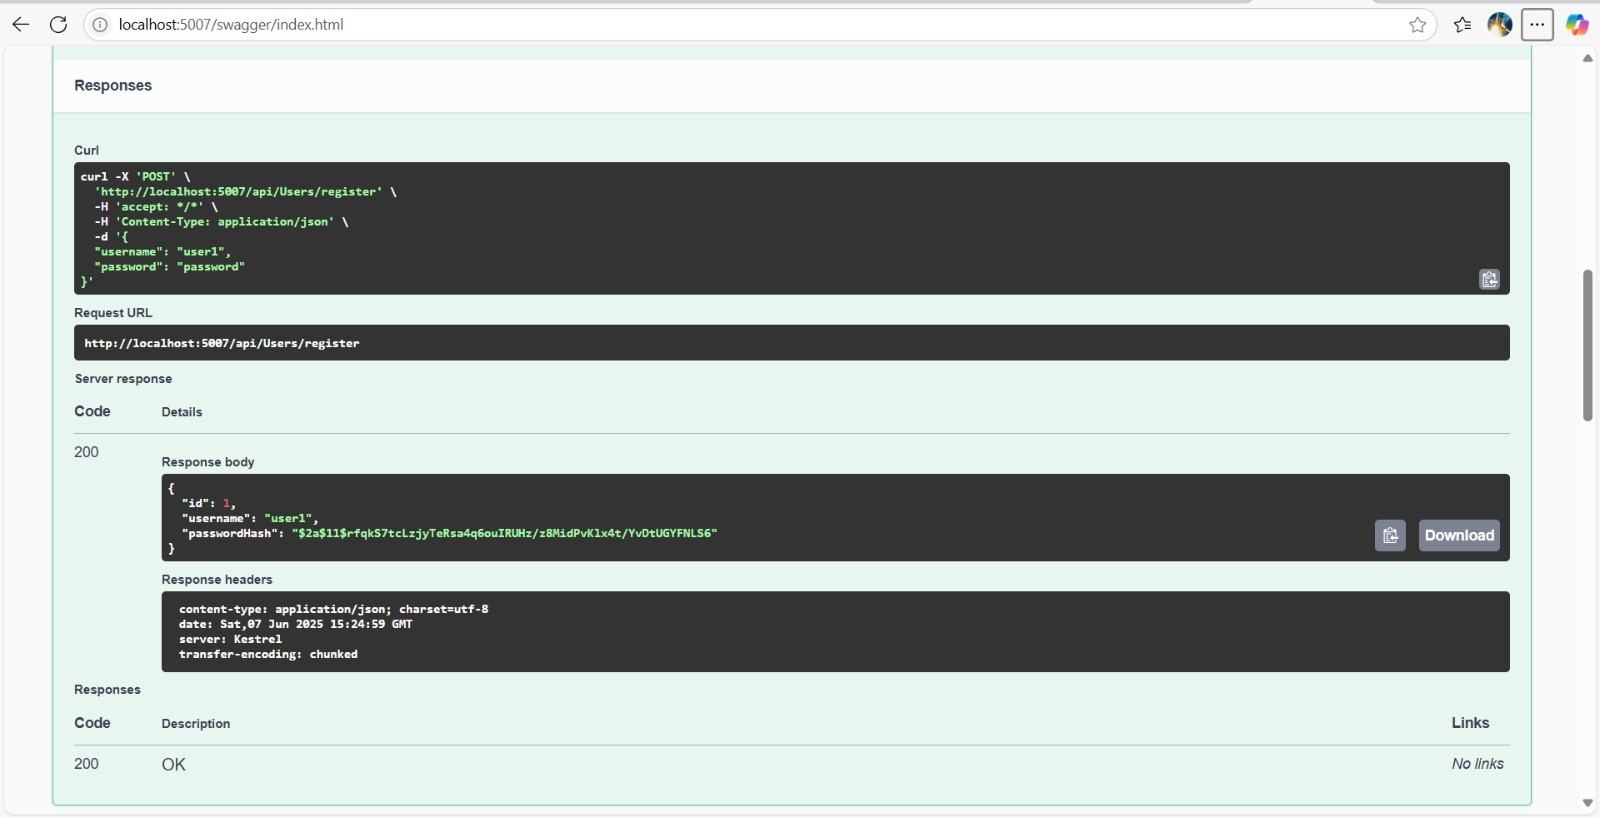 localhost:5007/swagger/index.html
Responses
Curl
curl -X 'POST' \
'http://localhost:5007/api/Users/register' \
-H 'accept: */*' \
-H 'Content-Type: application/json' \
-d '{
"username": "user1",
"password": "password"
}'
Request URL
http://localhost:5007/api/Users/register
Server response
Code Details
200
Response body
{
"id": 1,
"username": "user1",
"passwordHash": "$2a$11$rfqkS7tcLzjyTeRsa4q6ouIRUHz/z8MidPvKlx4t/YvDtUGYFNLS6"
}
Download
Response headers
content-type: application/json; charset=utf-8
date: Sat,07 Jun 2025 15:24:59 GMT
server: Kestrel
transfer-encoding: chunked
Responses
Code Description Links
200 OK No links